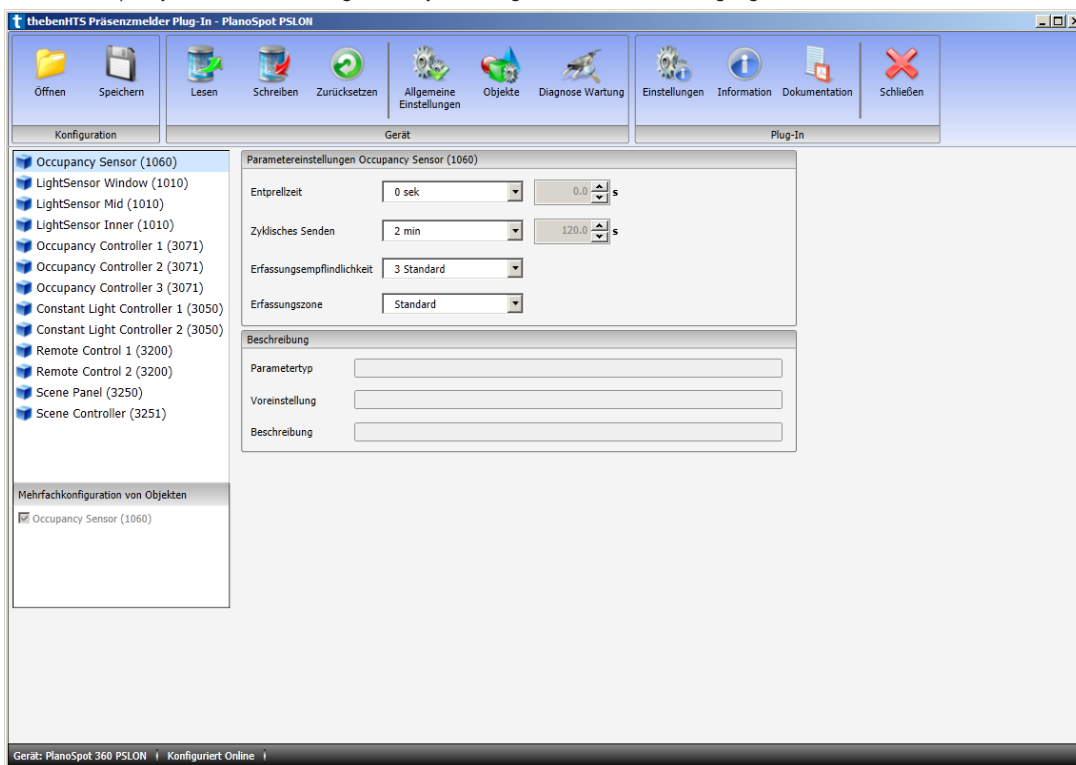 thebenHTS Präsenzmelder Plug-In - PlanoSpot PSLON
Öffnen
Speichern
Lesen
Schreiben
Zurücksetzen
Allgemeine Einstellungen
Objekte
Diagnose Wartung
Einstellungen
Information
Dokumentation
Schließen
Konfiguration
Gerät
Plug-In
Occupancy Sensor (1060)
LightSensor Window (1010)
LightSensor Mid (1010)
LightSensor Inner (1010)
Occupancy Controller 1 (3071)
Occupancy Controller 2 (3071)
Occupancy Controller 3 (3071)
Constant Light Controller 1 (3050)
Constant Light Controller 2 (3050)
Remote Control 1 (3200)
Remote Control 2 (3200)
Scene Panel (3250)
Scene Controller (3251)
Mehrfachkonfiguration von Objekten
Occupancy Sensor (1060)
Parametereinstellungen Occupancy Sensor (1060)
Entprellzeit 0 sek 0.0 s
Zyklisches Senden 2 min 120.0 s
Erfassungsempfindlichkeit 3 Standard
Erfassungszone Standard
Beschreibung
Parametertyp
Voreinstellung
Beschreibung
Gerät: PlanoSpot 360 PSLON Konfiguriert Online